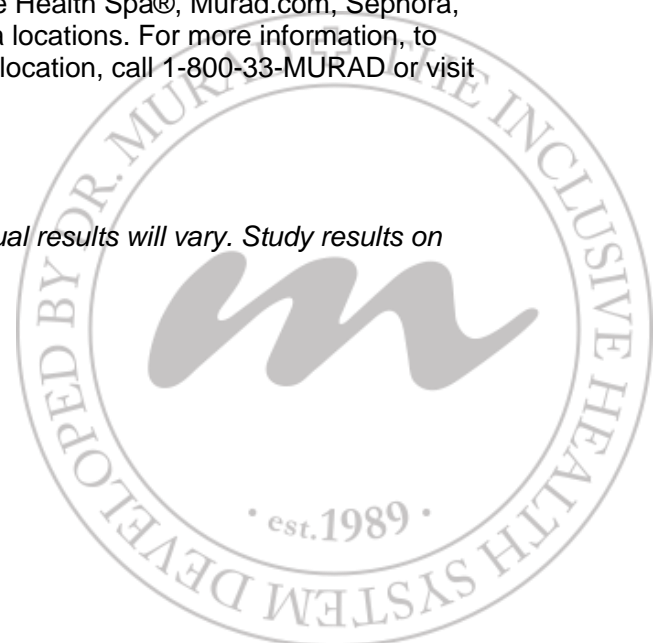 e Health Spa®, Murad.com, Sephora,
a locations. For more information, to
location, call 1-800-33-MURAD or visit
ual results will vary. Study results on
THE INCLUSIVE HEALTH SYSTEM DEVELOPED BY DR. MURAD
• est.1989 •